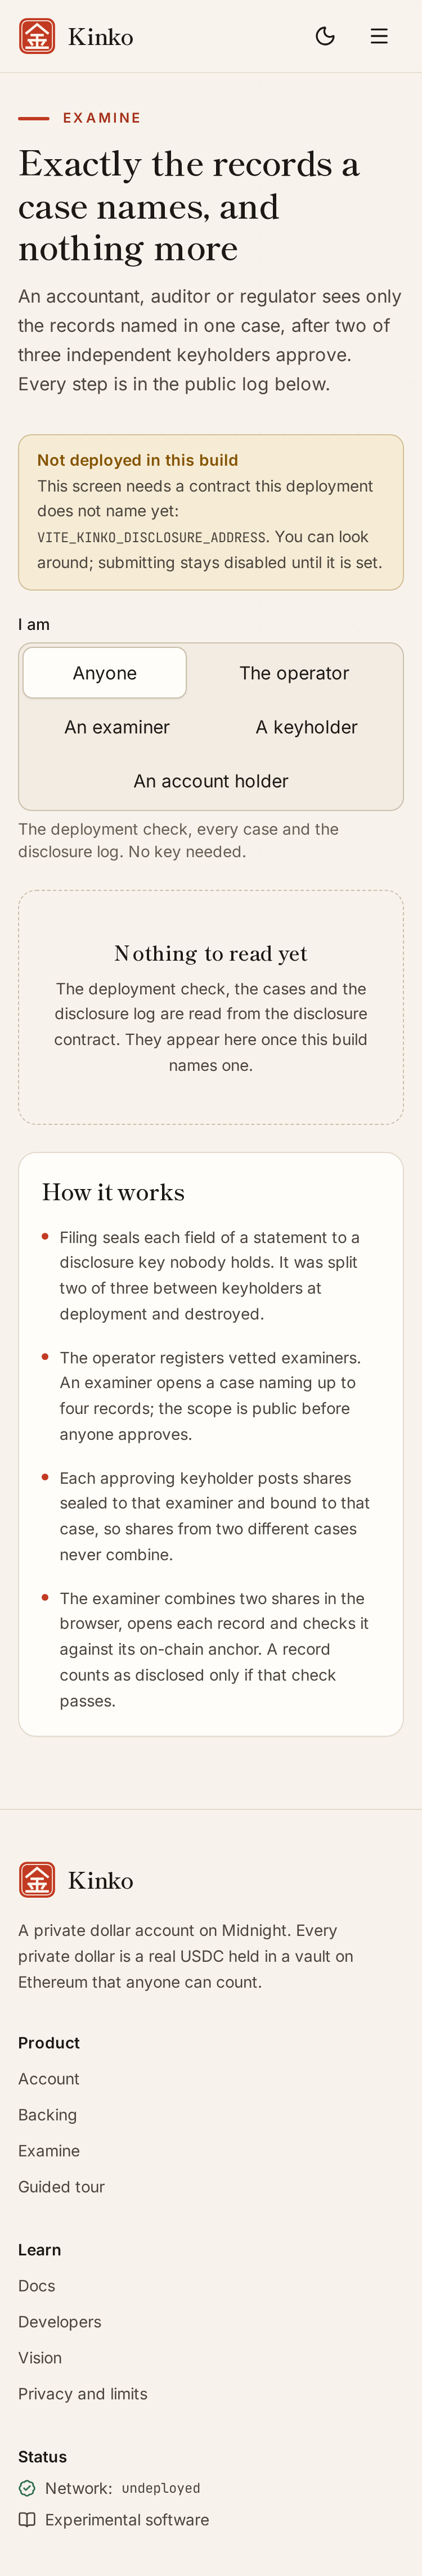 金 Kinko
EXAMINE
Exactly the records a
case names, and
nothing more
An accountant, auditor or regulator sees only
the records named in one case, after two of
three independent keyholders approve.
Every step is in the public log below.
Not deployed in this build
This screen needs a contract this deployment
does not name yet:
VITE_KINKO_DISCLOSURE_ADDRESS. You can look
around; submitting stays disabled until it is set.
I am
Anyone
The operator
An examiner
A keyholder
An account holder
The deployment check, every case and the
disclosure log. No key needed.
Nothing to read yet
The deployment check, the cases and the
disclosure log are read from the disclosure
contract. They appear here once this build
names one.
How it works
Filing seals each field of a statement to a
disclosure key nobody holds. It was split
two of three between keyholders at
deployment and destroyed.
The operator registers vetted examiners.
An examiner opens a case naming up to
four records; the scope is public before
anyone approves.
Each approving keyholder posts shares
sealed to that examiner and bound to that
case, so shares from two different cases
never combine.
The examiner combines two shares in the
browser, opens each record and checks it
against its on-chain anchor. A record
counts as disclosed only if that check
passes.
金 Kinko
A private dollar account on Midnight. Every
private dollar is a real USDC held in a vault on
Ethereum that anyone can count.
Product
Account
Backing
Examine
Guided tour
Learn
Docs
Developers
Vision
Privacy and limits
Status
Network: undeployed
Experimental software